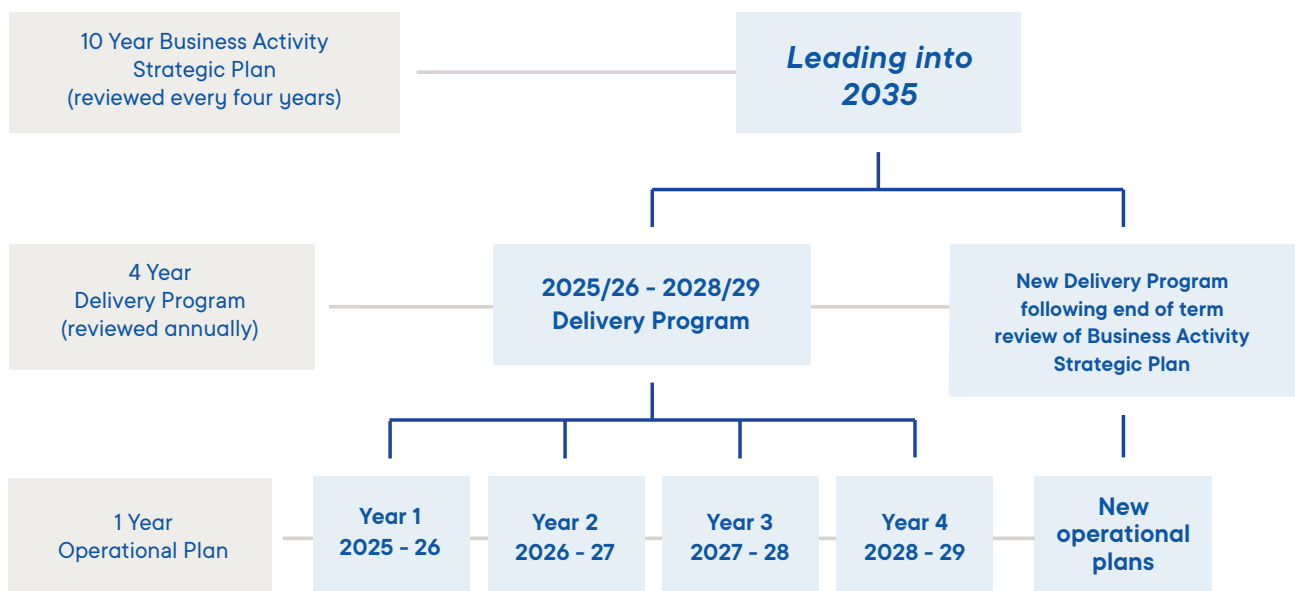 10 Year Business Activity
Strategic Plan
(reviewed every four years)
Leading into
2035
4 Year
Delivery Program
(reviewed annually)
2025/26 - 2028/29
Delivery Program
New Delivery Program
following end of term
review of Business Activity
Strategic Plan
1 Year
Operational Plan
Year 1
2025 - 26
Year 2
2026 - 27
Year 3
2027 - 28
Year 4
2028 - 29
New
operational
plans